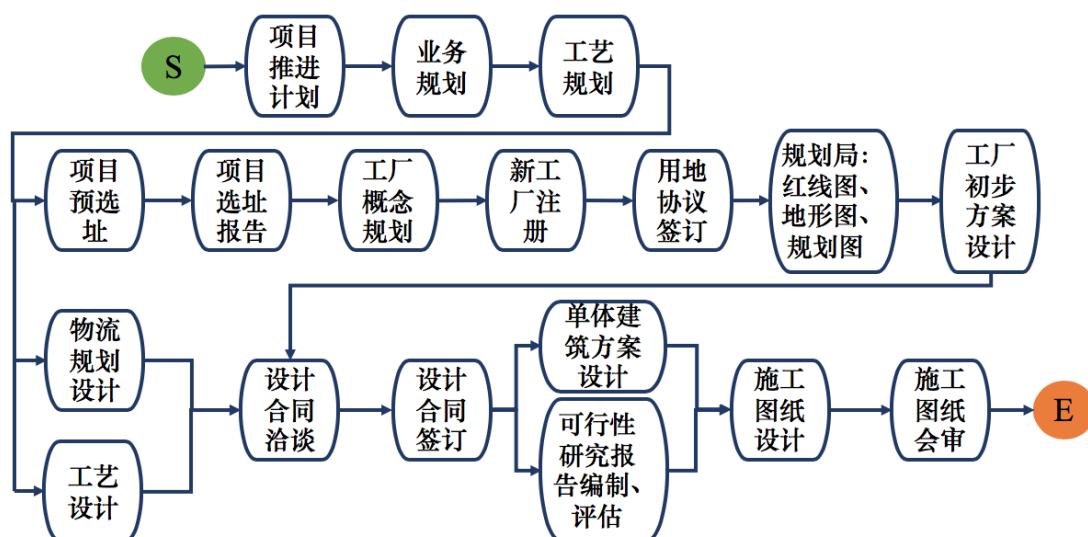 S
项目
推进
计划
业务
规划
工艺
规划
项目
预选
址
项目
选址
报告
工厂
概念
规划
新工
厂注
册
用地
协议
签订
规划局：
红线图、
地形图、
规划图
工厂
初步
方案
设计
物流
规划
设计
工艺
设计
设计
合同
洽谈
设计
合同
签订
单体建
筑方案
设计
可行性
研究报
告编制、
评估
施工
图纸
设计
施工
图纸
会审
E